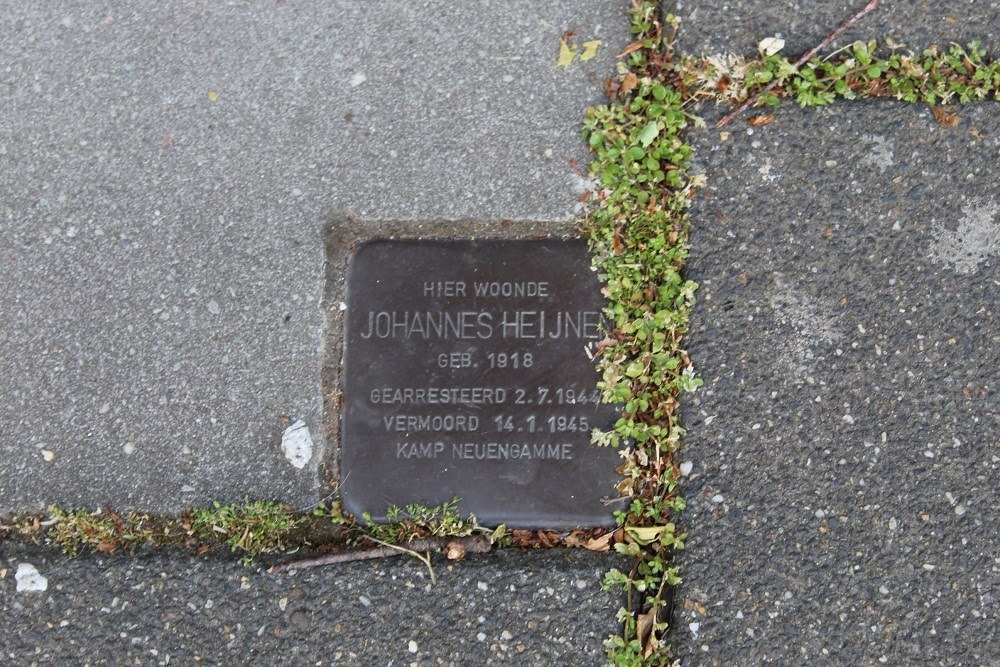 HIER WOONDE
JOHANNES HEIJNEN
GEB. 1918
GEARRESTEERD 2.7.1944
VERMOORD 14.1.1945
KAMP NEUENGAMME